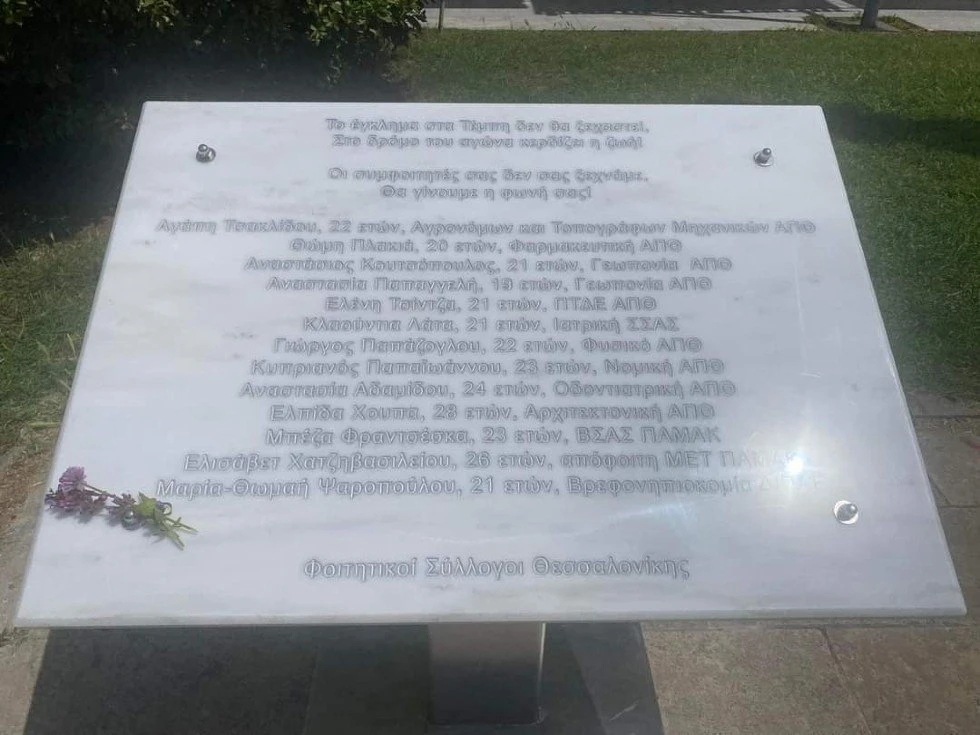 Το έγκλημα στα Τέμπη δεν θα ξεχαστεί,
Στο δρόμο του αγώνα κερδίζει η ζωή!
Οι συμφοιτητές σας δεν σας ξεχνάμε,
Θα γίνουμε η φωνή σας!
Αγάπη Τσακλίδου, 22 ετών, Αγρονόμων και Τοπογράφων Μηχανικών ΑΠΘ
Θώμη Πλακιά, 20 ετών, Φαρμακευτική ΑΠΘ
Αναστάσιος Κουτσόπουλος, 21 ετών, Γεωπονία ΑΠΘ
Αναστασία Παπαγγελή, 19 ετών, Γεωπονία ΑΠΘ
Ελένη Τσίντζα, 21 ετών, ΠΤΔΕ ΑΠΘ
Κλαούντια Λάτα, 21 ετών, Ιατρική ΣΣΑΣ
Γιώργος Παπάζογλου, 22 ετών, Φυσικό ΑΠΘ
Κυπριανός Παπαϊωάννου, 23 ετών, Νομική ΑΠΘ
Αναστασία Αδαμίδου, 24 ετών, Οδοντιατρική ΑΠΘ
Ελπίδα Χούπα, 28 ετών, Αρχιτεκτονική ΑΠΘ
Μπέζα Φραντσέσκα, 23 ετών, ΒΣΑΣ ΠΑΜΑΚ
Ελισάβετ Χατζηβασιλείου, 26 ετών, απόφοιτη ΜΕΤ ΠΑΜΑΚ
Μαρία-Θωμαή Ψαροπούλου, 21 ετών, Βρεφονηπιοκομία
Φοιτητικοί Σύλλογοι Θεσσαλονίκης